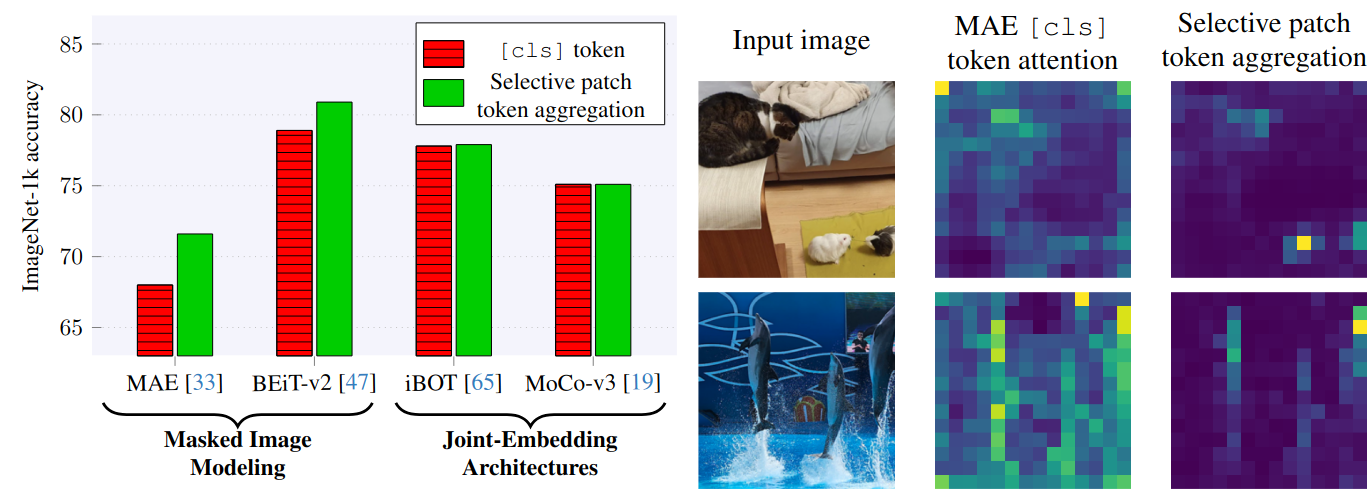 ImageNet-1k accuracy
85
80
75
70
65
[cls] token
Selective patch
token aggregation
MAE [33]
BEiT-v2 [47]
iBOT [65]
MoCo-v3 [19]
Masked Image
Modeling
Joint-Embedding
Architectures
Input image
MAE [cls]
token attention
Selective patch
token aggregation